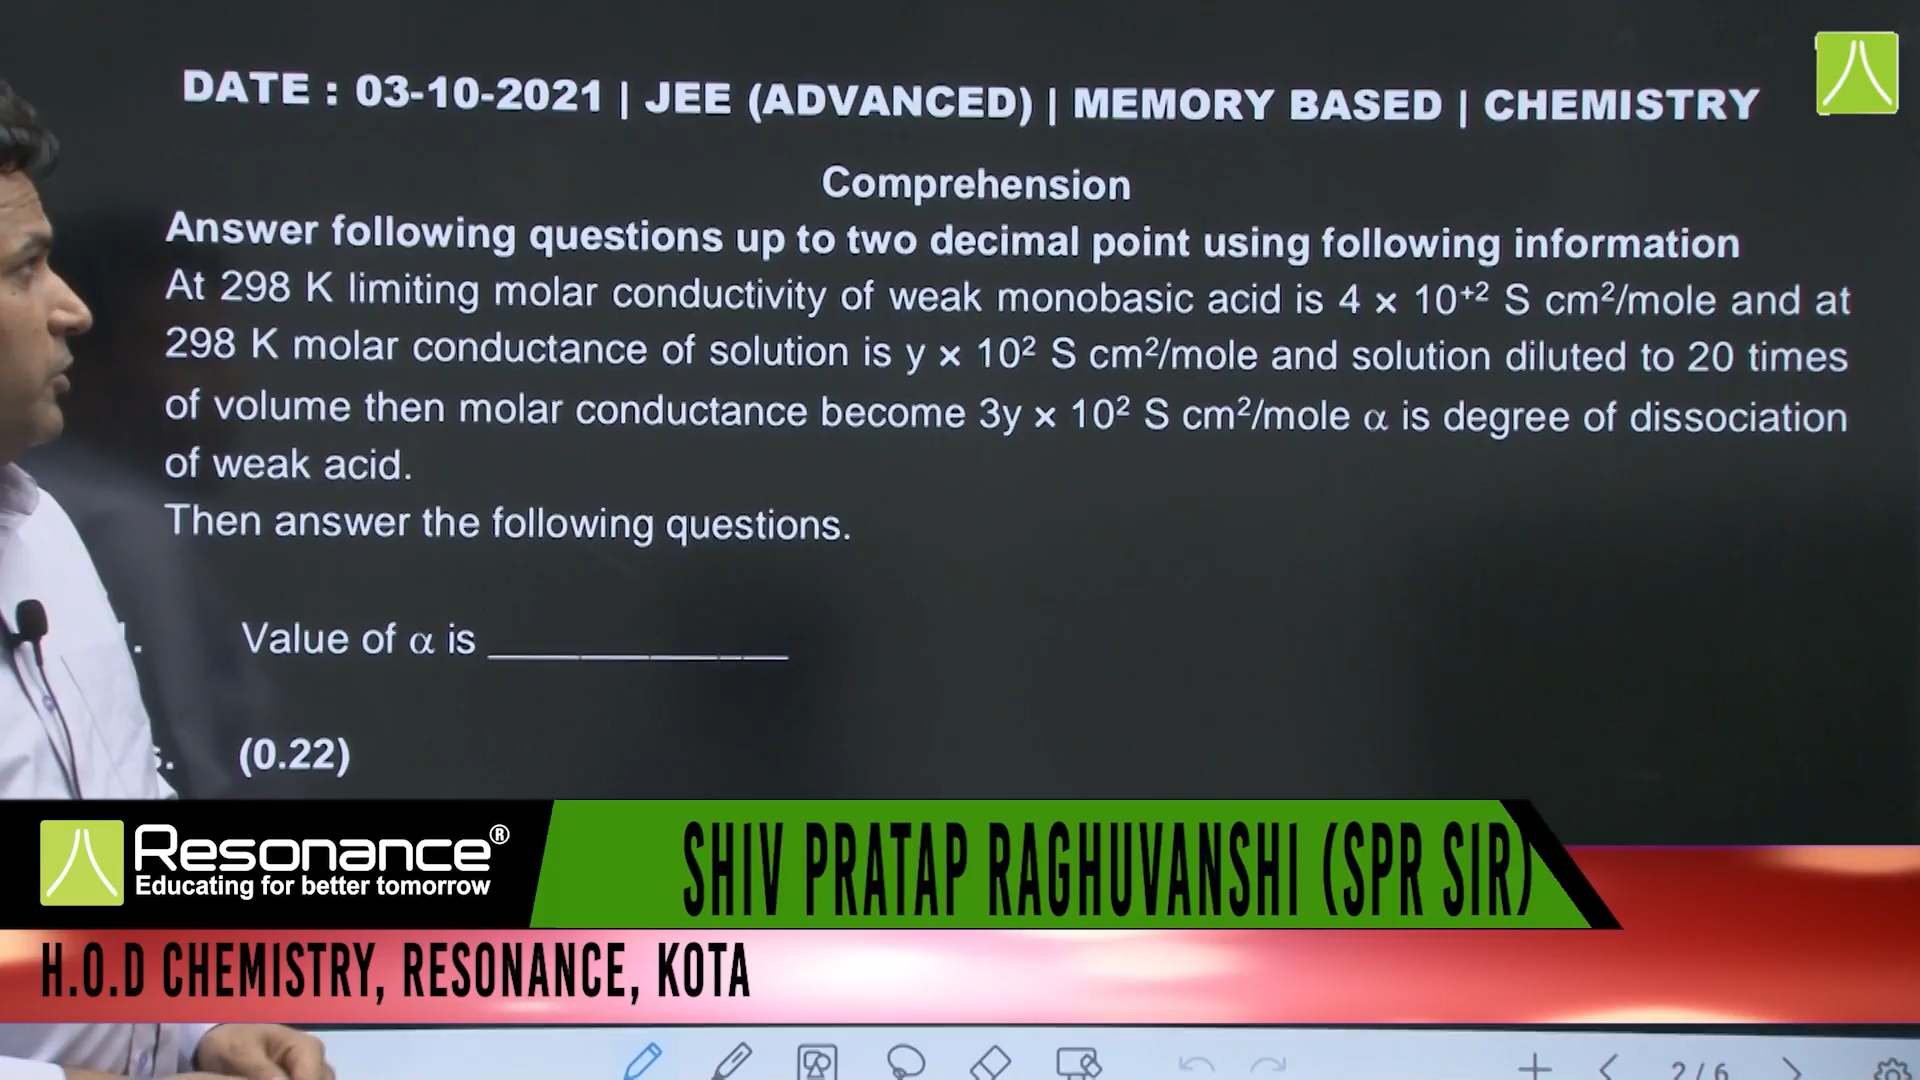 DATE : 03-10-2021 | JEE (ADVANCED) | MEMORY BASED | CHEMISTRY
Comprehension
Answer following questions up to two decimal point using following information
At 298 K limiting molar conductivity of weak monobasic acid is 4 × 10⁺² S cm²/mole and at
298 K molar conductance of solution is y × 10² S cm²/mole and solution diluted to 20 times
of volume then molar conductance become 3y × 10² S cm²/mole α is degree of dissociation
of weak acid.
Then answer the following questions.
. Value of α is ____________
s. (0.22)
Resonance®
Educating for better tomorrow
SHIV PRATAP RAGHUVANSHI (SPR SIR)
H.O.D CHEMISTRY, RESONANCE, KOTA
2/6